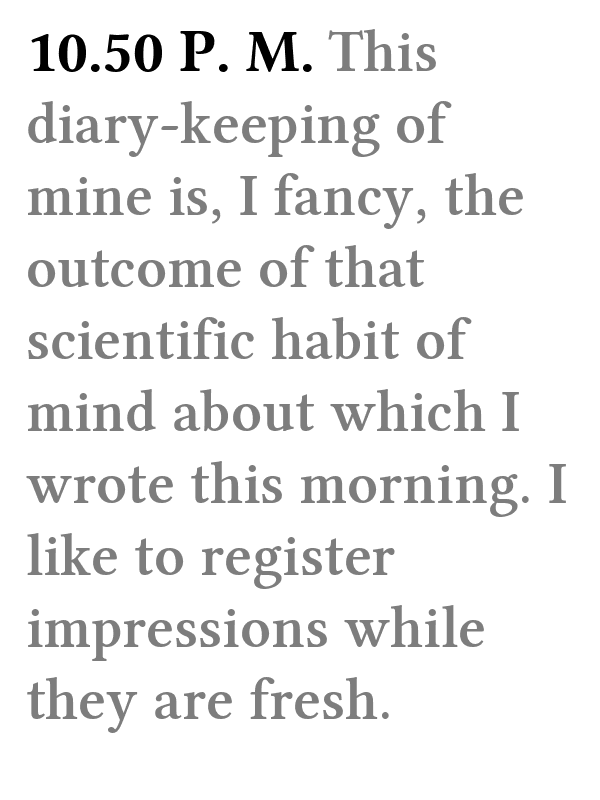 10.50 P. M. This
diary-keeping of
mine is, I fancy, the
outcome of that
scientific habit of
mind about which I
wrote this morning. I
like to register
impressions while
they are fresh.